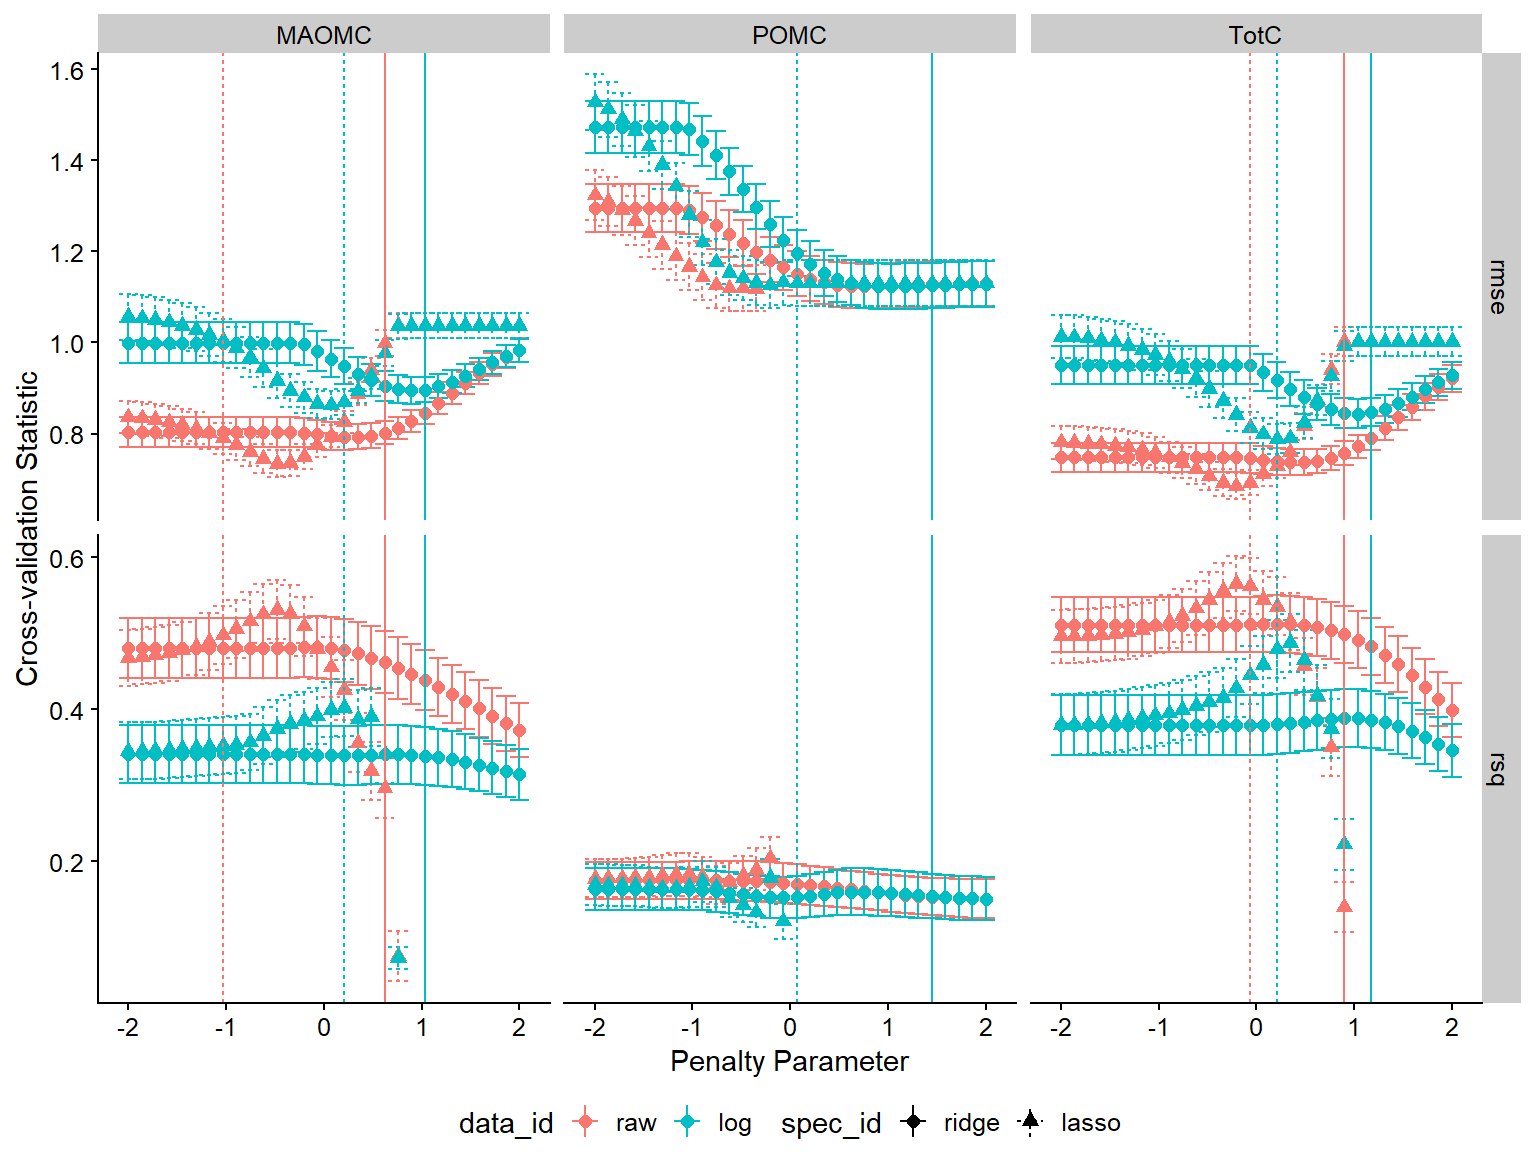 MAOMC POMC TotC
1.6
1.4
1.2
1.0
0.8
rmse
Cross-validation Statistic
0.6
0.4
0.2
rsq
-2 -1 0 1 2 -2 -1 0 1 2 -2 -1 0 1 2
Penalty Parameter
data_id raw log spec_id ridge lasso